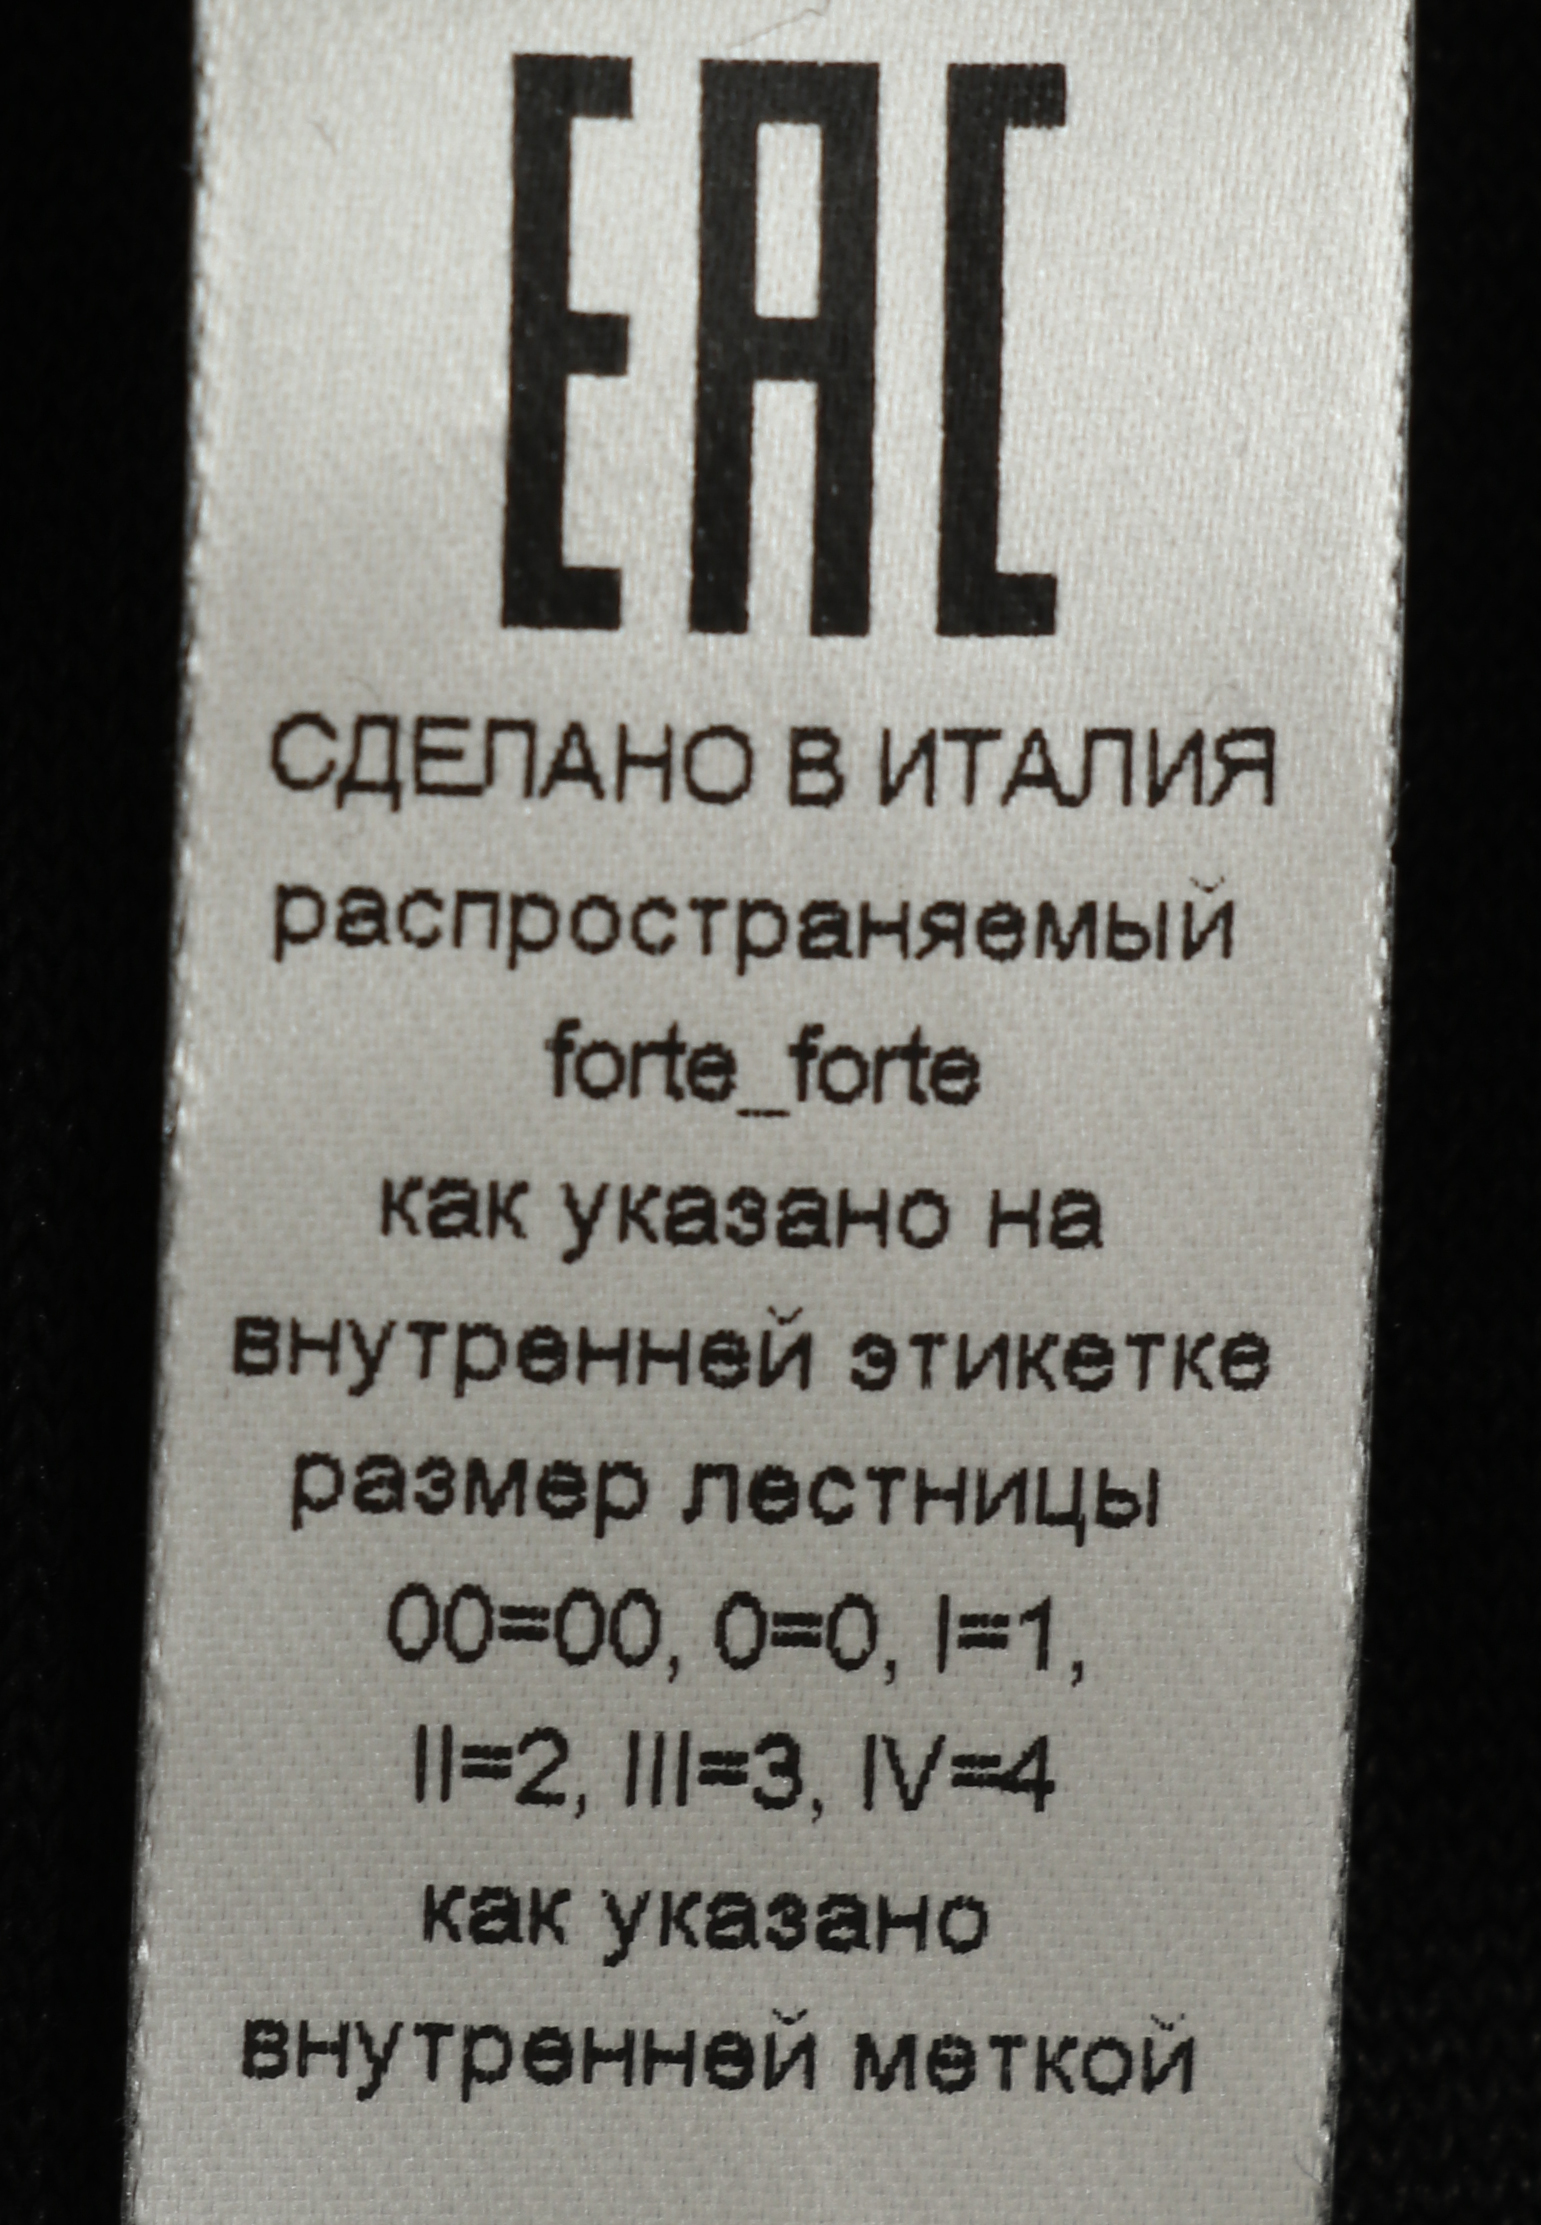 EAC
СДЕЛАНО В ИТАЛИЯ
распространяемый
forte_forte
как указано на
внутренней этикетке
размер лестницы
00=00, 0=0, I=1,
II=2, III=3, IV=4
как указано
внутренней меткой